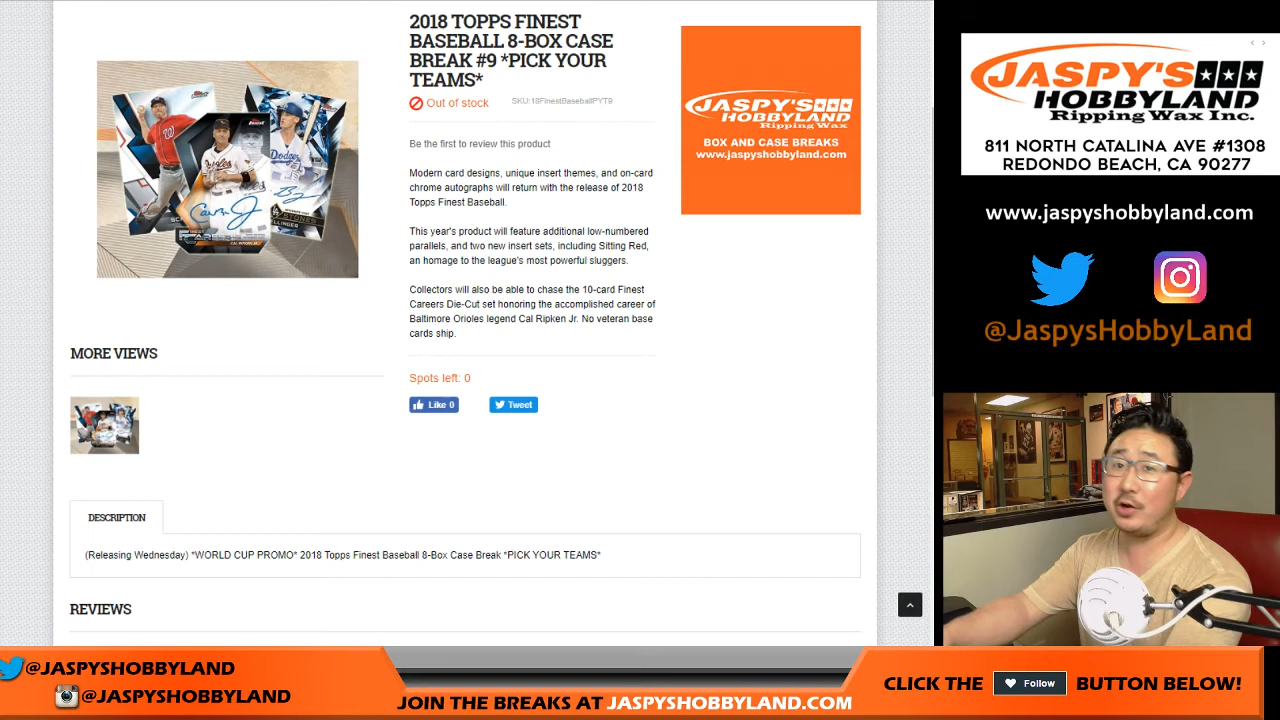 2018 TOPPS FINEST
BASEBALL 8-BOX CASE
BREAK #9 *PICK YOUR
TEAMS*
Out of stock
SKU:18FinestBaseballPYT9
Be the first to review this product
Modern card designs, unique insert themes, and on-card
chrome autographs will return with the release of 2018
Topps Finest Baseball.
This year's product will feature additional low-numbered
parallels, and two new insert sets, including Sitting Red,
an homage to the league's most powerful sluggers.
Collectors will also be able to chase the 10-card Finest
Careers Die-Cut set honoring the accomplished career of
Baltimore Orioles legend Cal Ripken Jr. No veteran base
cards ship.
Spots left: 0
Like 0
Tweet
MORE VIEWS
DESCRIPTION
(Releasing Wednesday) *WORLD CUP PROMO* 2018 Topps Finest Baseball 8-Box Case Break *PICK YOUR TEAMS*
REVIEWS
JASPY'S
HOBBYLAND
Ripping Wax
BOX AND CASE BREAKS
www.jaspyshobbyland.com
JASPY'S
HOBBYLAND
Ripping Wax Inc.
811 NORTH CATALINA AVE #1308
REDONDO BEACH, CA 90277
www.jaspyshobbyland.com
@JaspysHobbyLand
@JASPYSHOBBYLAND
@JASPYSHOBBYLAND
JOIN THE BREAKS AT JASPYSHOBBYLAND.COM
CLICK THE Follow BUTTON BELOW!